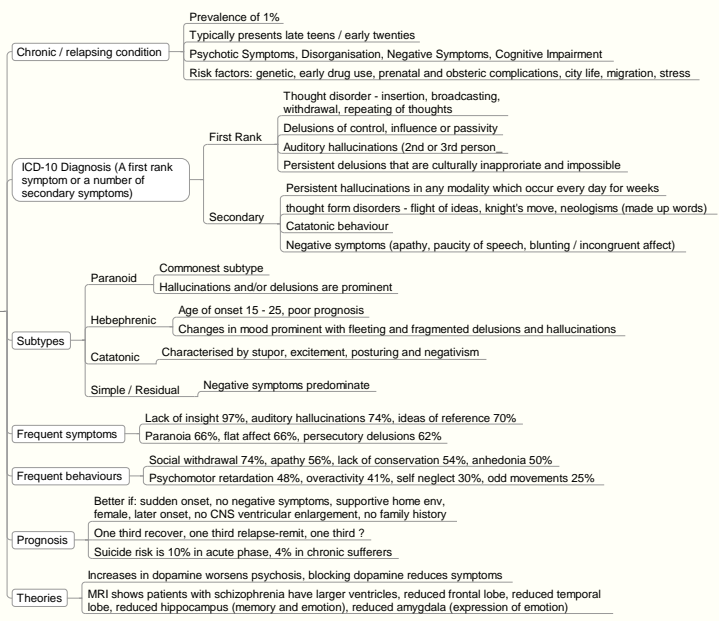 Prevalence of 1%
Typically presents late teens / early twenties
Chronic / relapsing condition
Psychotic Symptoms, Disorganisation, Negative Symptoms, Cognitive Impairment
Risk factors: genetic, early drug use, prenatal and obsteric complications, city life, migration, stress
ICD-10 Diagnosis (A first rank
symptom or a number of
secondary symptoms)
First Rank
Thought disorder - insertion, broadcasting,
withdrawal, repeating of thoughts
Delusions of control, influence or passivity
Auditory hallucinations (2nd or 3rd person_
Persistent delusions that are culturally inapproriate and impossible
Secondary
Persistent hallucinations in any modality which occur every day for weeks
thought form disorders - flight of ideas, knight's move, neologisms (made up words)
Catatonic behaviour
Negative symptoms (apathy, paucity of speech, blunting / incongruent affect)
Subtypes
Paranoid
Commonest subtype
Hallucinations and/or delusions are prominent
Hebephrenic
Age of onset 15 - 25, poor prognosis
Changes in mood prominent with fleeting and fragmented delusions and hallucinations
Catatonic
Characterised by stupor, excitement, posturing and negativism
Simple / Residual
Negative symptoms predominate
Frequent symptoms
Lack of insight 97%, auditory hallucinations 74%, ideas of reference 70%
Paranoia 66%, flat affect 66%, persecutory delusions 62%
Frequent behaviours
Social withdrawal 74%, apathy 56%, lack of conservation 54%, anhedonia 50%
Psychomotor retardation 48%, overactivity 41%, self neglect 30%, odd movements 25%
Prognosis
Better if: sudden onset, no negative symptoms, supportive home env,
female, later onset, no CNS ventricular enlargement, no family history
One third recover, one third relapse-remit, one third ?
Suicide risk is 10% in acute phase, 4% in chronic sufferers
Theories
Increases in dopamine worsens psychosis, blocking dopamine reduces symptoms
MRI shows patients with schizophrenia have larger ventricles, reduced frontal lobe, reduced temporal
lobe, reduced hippocampus (memory and emotion), reduced amygdala (expression of emotion)